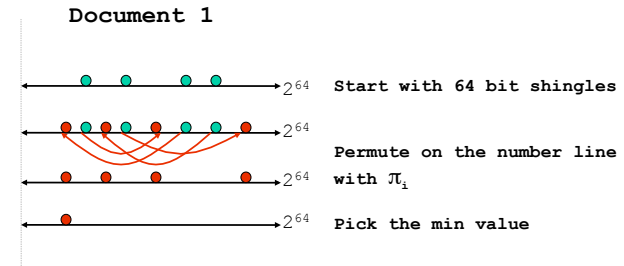 Document 1
2^64 Start with 64 bit shingles
2^64
Permute on the number line
2^64 with π_i
2^64 Pick the min value